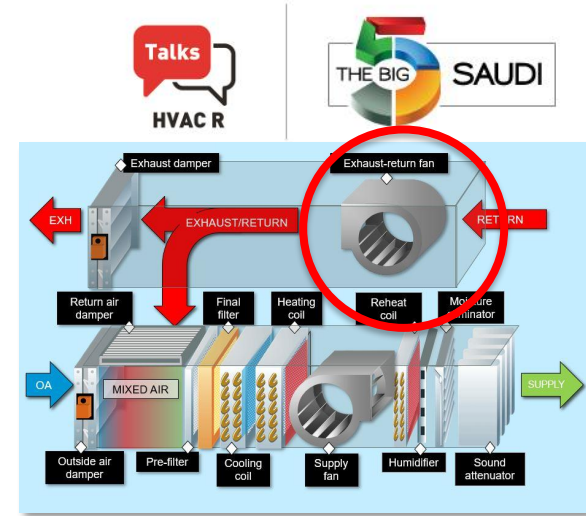 Talks
HVAC R
THE BIG 5 SAUDI
Exhaust damper
Exhaust-return fan
EXH
EXHAUST/RETURN
RETURN
Return air
damper
Final
filter
Heating
coil
Reheat
coil
Moisture
eliminator
OA
MIXED AIR
SUPPLY
Outside air
damper
Pre-filter
Cooling
coil
Supply
fan
Humidifier
Sound
attenuator